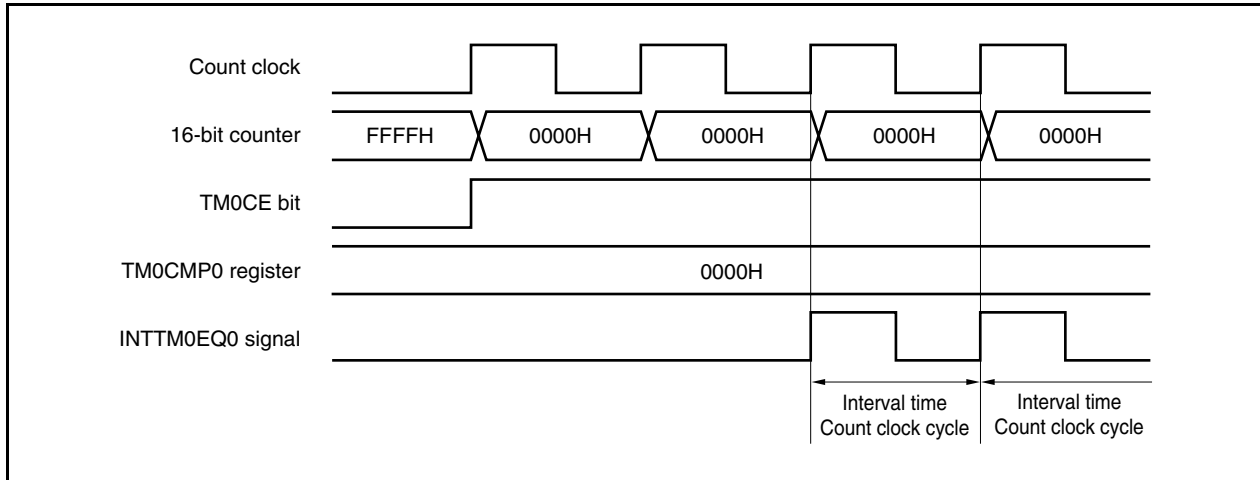 Count clock
16-bit counter
FFFFH
0000H
0000H
0000H
0000H
TM0CE bit
TM0CMP0 register
0000H
INTTM0EQ0 signal
Interval time
Count clock cycle
Interval time
Count clock cycle